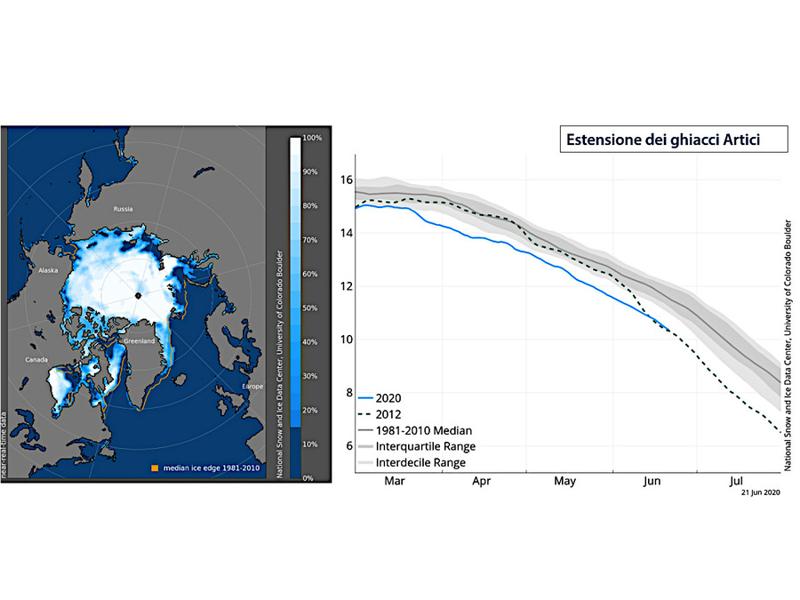 Russia
Alaska
Greenland
Canada
Europe
median ice edge 1981-2010
near-real-time data
100%
90%
80%
70%
60%
50%
40%
30%
20%
10%
0%
National Snow and Ice Data Center, University of Colorado Boulder
Estensione dei ghiacci Artici
16
14
12
10
8
6
2020
2012
1981-2010 Median
Interquartile Range
Interdecile Range
Mar Apr May Jun Jul
21 Jun 2020
National Snow and Ice Data Center, University of Colorado Boulder